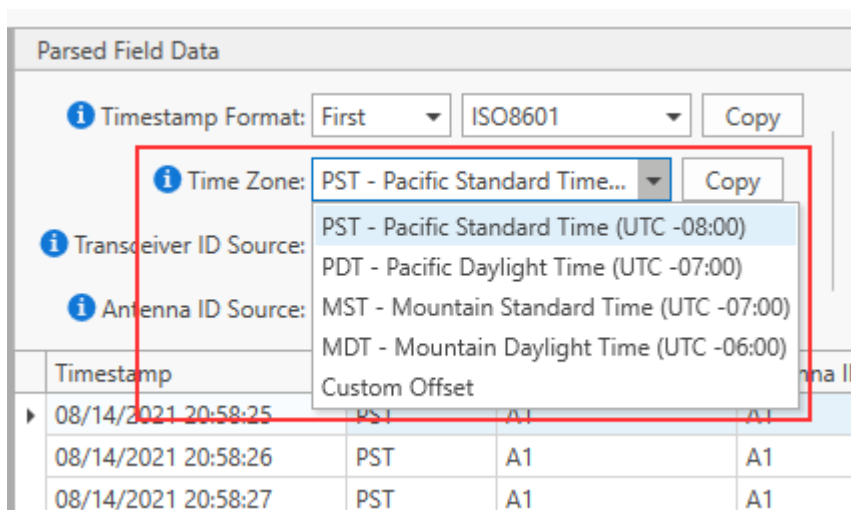 Parsed Field Data
Timestamp Format: First ISO8601 Copy
Time Zone: PST - Pacific Standard Time... Copy
PST - Pacific Standard Time (UTC -08:00)
Transceiver ID Source:
PDT - Pacific Daylight Time (UTC -07:00)
Antenna ID Source:
MST - Mountain Standard Time (UTC -07:00)
MDT - Mountain Daylight Time (UTC -06:00)
Timestamp
Custom Offset
08/14/2021 20:58:25 PST A1 A1
08/14/2021 20:58:26 PST A1 A1
08/14/2021 20:58:27 PST A1 A1